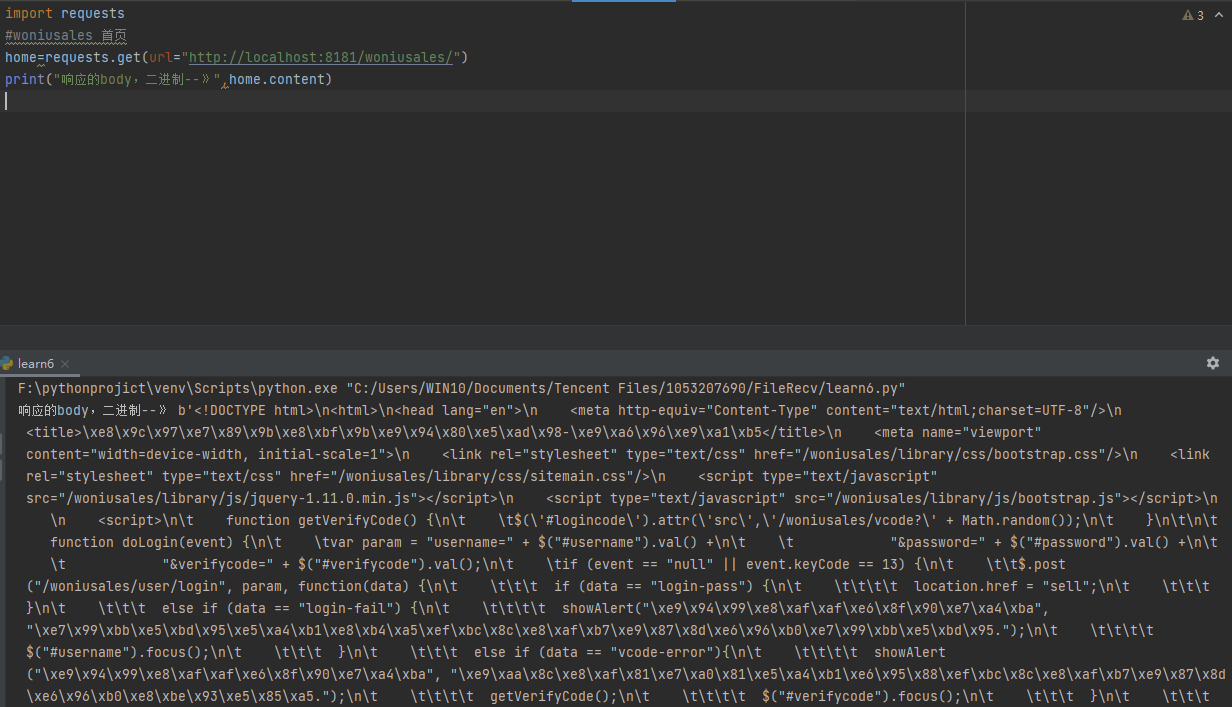 import requests
3
#woniusales 首页
home=requests.get(url="http://localhost:8181/woniusales/")
print("响应的body，二进制--》",home.content)
learn6
F:\pythonprojict\venv\Scripts\python.exe "C:/Users/WIN10/Documents/Tencent Files/1053207690/FileRecv/learn6.py"
响应的body，二进制--》 b'<!DOCTYPE html>\n<html>\n<head lang="en">\n    <meta http-equiv="Content-Type" content="text/html;charset=UTF-8"/>\n
<title>\xe8\x9c\x97\xe7\x89\x9b\xe8\xbf\x9b\xe9\x94\x80\xe5\xad\x98-\xe9\xa6\x96\xe9\xa1\xb5</title>\n    <meta name="viewport"
content="width=device-width, initial-scale=1">\n    <link rel="stylesheet" type="text/css" href="/woniusales/library/css/bootstrap.css"/>\n    <link
rel="stylesheet" type="text/css" href="/woniusales/library/css/sitemain.css"/>\n    <script type="text/javascript"
src="/woniusales/library/js/jquery-1.11.0.min.js"></script>\n    <script type="text/javascript" src="/woniusales/library/js/bootstrap.js"></script>\n
\n    <script>\n\t    function getVerifyCode() {\n\t    \t$(\'#logincode\').attr(\'src\',\'/woniusales/vcode?\' + Math.random());\n\t    }\n\t\n\t
function doLogin(event) {\n\t    \tvar param = "username=" + $("#username").val() +\n\t    \t            "&password=" + $("#password").val() +\n\t
\t            "&verifycode=" + $("#verifycode").val();\n\t    \tif (event == "null" || event.keyCode == 13) {\n\t    \t\t$.post
("/woniusales/user/login", param, function(data) {\n\t    \t\t\t  if (data == "login-pass") {\n\t    \t\t\t\t  location.href = "sell";\n\t    \t\t\t
}\n\t    \t\t\t  else if (data == "login-fail") {\n\t    \t\t\t\t  showAlert("\xe9\x94\x99\xe8\xaf\xaf\xe6\x8f\x90\xe7\xa4\xba",
"\xe7\x99\xbb\xe5\xbd\x95\xe5\xa4\xb1\xe8\xb4\xa5\xef\xbc\x8c\xe8\xaf\xb7\xe9\x87\x8d\xe6\x96\xb0\xe7\x99\xbb\xe5\xbd\x95.");\n\t    \t\t\t\t
$("#username").focus();\n\t    \t\t\t  }\n\t    \t\t\t  else if (data == "vcode-error"){\n\t    \t\t\t\t  showAlert
("\xe9\x94\x99\xe8\xaf\xaf\xe6\x8f\x90\xe7\xa4\xba", "\xe9\xaa\x8c\xe8\xaf\x81\xe7\xa0\x81\xe5\xa4\xb1\xe6\x95\x88\xef\xbc\x8c\xe8\xaf\xb7\xe9\x87\x8d
\xe6\x96\xb0\xe8\xbe\x93\xe5\x85\xa5.");\n\t    \t\t\t\t  getVerifyCode();\n\t    \t\t\t\t  $("#verifycode").focus();\n\t    \t\t\t  }\n\t    \t\t\t